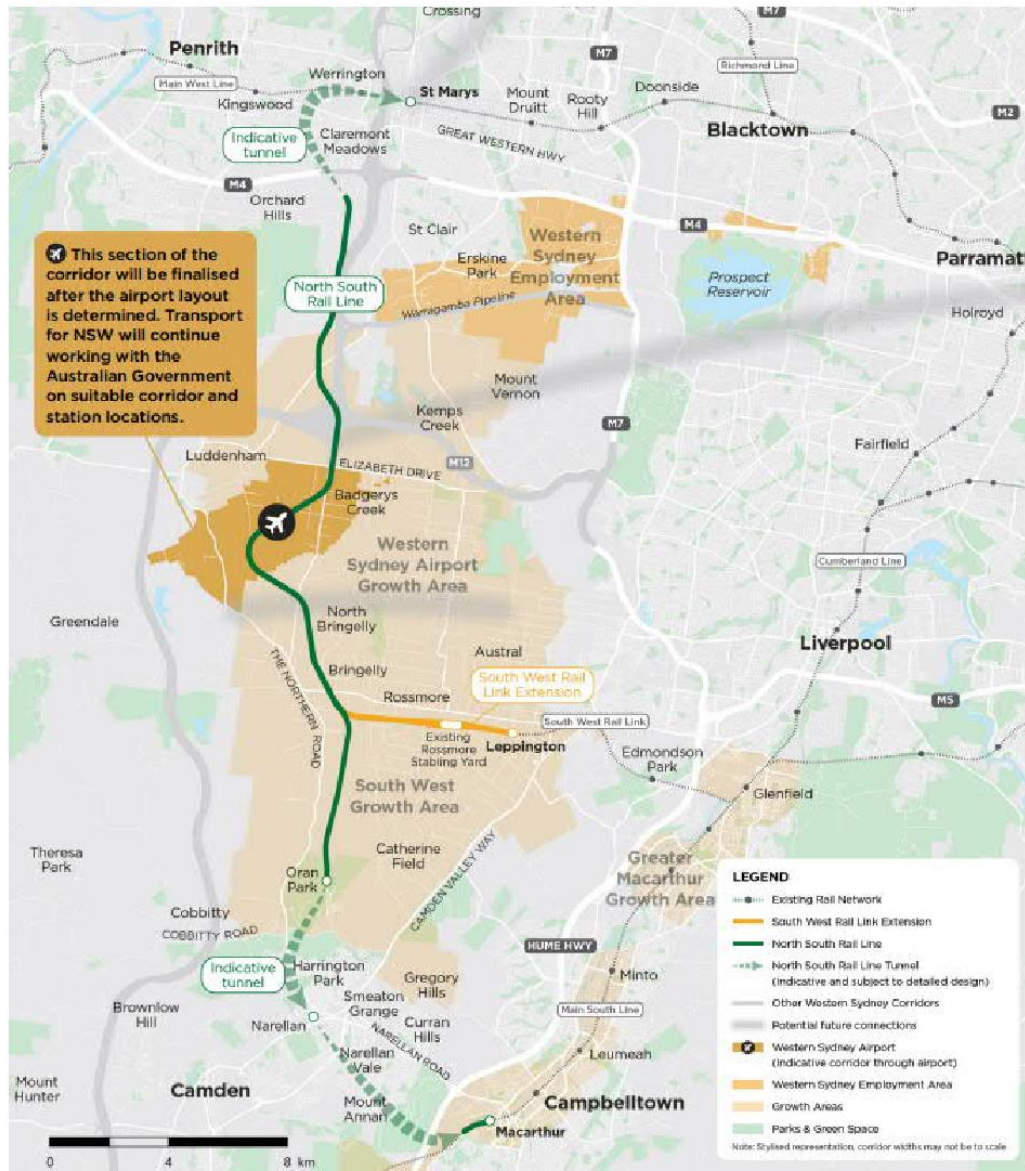 Crossing
M7
M7
Penrith
Richmond Line
Werrington
Main West Line
St Marys
Mount
Druitt
Rooty
Hill
Doonside
Kingswood
M2
Indicative
tunnel
Claremont
Meadows
GREAT WESTERN HWY
Blacktown
M4
Orchard
Hills
St Clair
M4
This section of the
corridor will be finalised
after the airport layout
is determined. Transport
for NSW will continue
working with the
Australian Government
on suitable corridor and
station locations.
Western
Sydney
Employment
Area
Erskine
Park
Parramatt
North South
Rail Line
Prospect
Reservoir
Warragamba Pipeline
Holroyd
Mount
Vernon
Kemps
Creek
M7
Fairfield
Luddenham
ELIZABETH DRIVE
M12
Badgerys
Creek
Western
Sydney Airport
Growth Area
Cumberland Line
Greendale
North
Bringelly
Liverpool
THE NORTHERN ROAD
Bringelly
Austral
South West Rail
Link Extension
Rossmore
M5
South West Rail Link
Existing
Rossmore
Stabling Yard
Leppington
Edmondson
Park
South West
Growth Area
Glenfield
Theresa
Park
Catherine
Field
CAMDEN VALLEY WAY
Greater
Macarthur
Growth Area
Oran
Park
Cobbitty
COBBITTY ROAD
HUME HWY
Indicative
tunnel
Harrington
Park
Gregory
Hills
Minto
Brownlow
Hill
Smeaton
Grange
Main South Line
Narellan
Curran
Hills
NARELLAN ROAD
Narellan
Vale
Leumeah
Mount
Hunter
Camden
Mount
Annan
Campbelltown
Macarthur
0 4 8 km
LEGEND
Existing Rail Network
South West Rail Link Extension
North South Rail Line
North South Rail Line Tunnel
(Indicative and subject to detailed design)
Other Western Sydney Corridors
Potential future connections
Western Sydney Airport
(indicative corridor through airport)
Western Sydney Employment Area
Growth Areas
Parks & Green Space
Note: Stylised representation, corridor widths may not be to scale